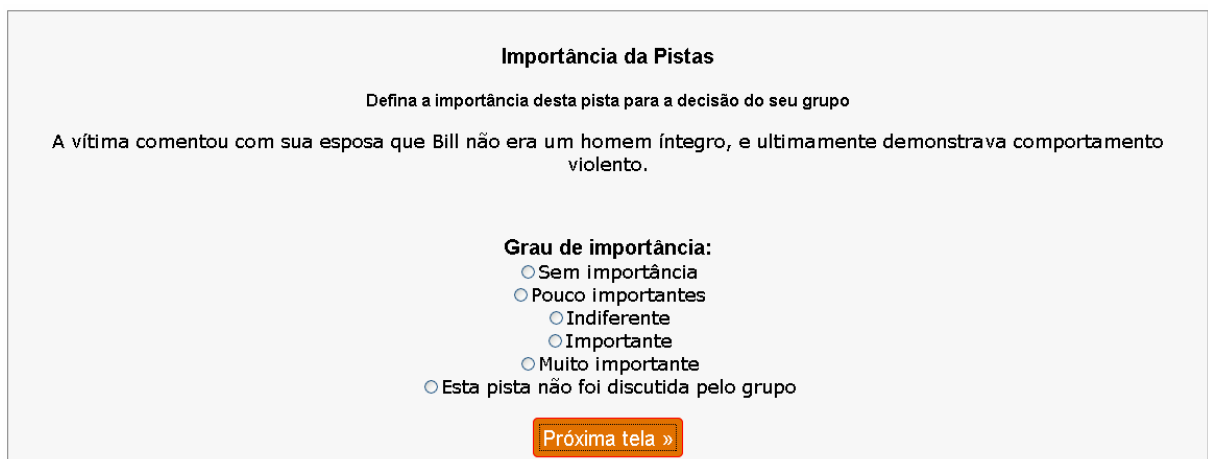 Importância da Pistas
Defina a importância desta pista para a decisão do seu grupo
A vítima comentou com sua esposa que Bill não era um homem íntegro, e ultimamente demonstrava comportamento
violento.
Grau de importância:
Sem importância
Pouco importantes
Indiferente
Importante
Muito importante
Esta pista não foi discutida pelo grupo
Próxima tela »